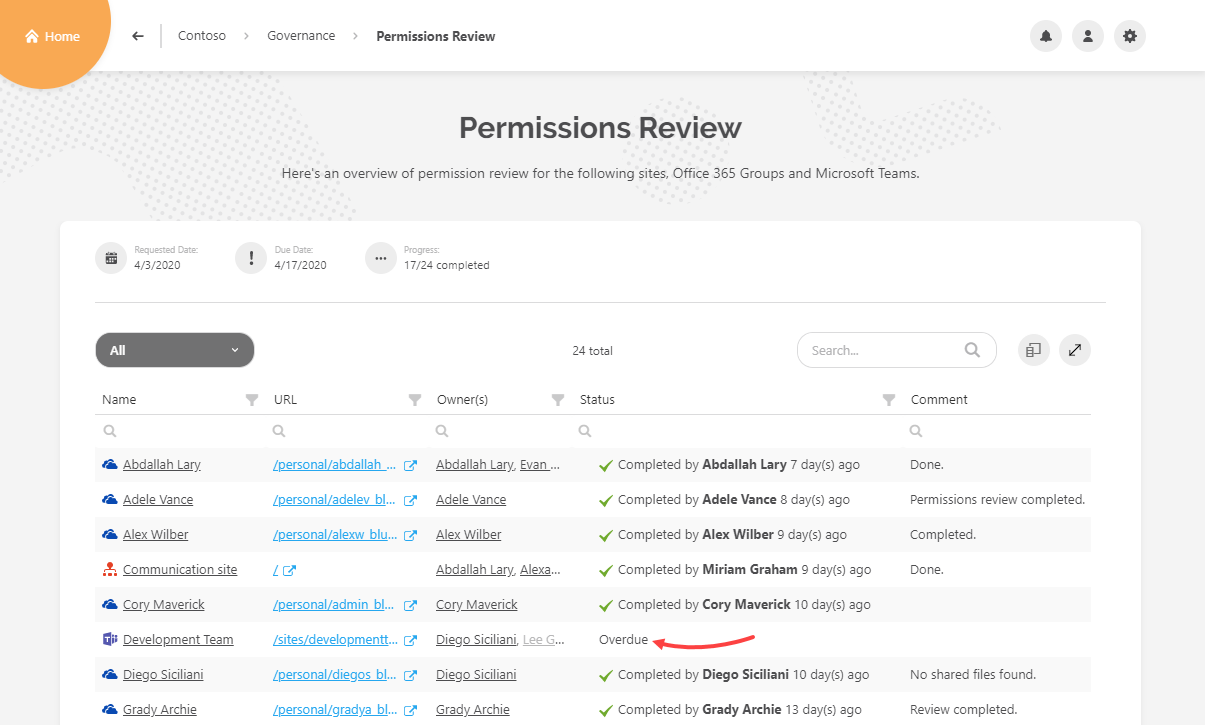 Home
Contoso > Governance > Permissions Review
Permissions Review
Here's an overview of permission review for the following sites, Office 365 Groups and Microsoft Teams.
Requested Date: Due Date: Progress:
4/3/2020 4/17/2020 17/24 completed
All 24 total Search...
Name URL Owner(s) Status Comment
Abdallah Lary /personal/abdallah_... Abdallah Lary, Evan ... Completed by Abdallah Lary 7 day(s) ago Done.
Adele Vance /personal/adelev_bl... Adele Vance Completed by Adele Vance 8 day(s) ago Permissions review completed.
Alex Wilber /personal/alexw_blu... Alex Wilber Completed by Alex Wilber 9 day(s) ago Completed.
Communication site / Abdallah Lary, Alexa... Completed by Miriam Graham 9 day(s) ago Done.
Cory Maverick /personal/admin_bl... Cory Maverick Completed by Cory Maverick 10 day(s) ago
Development Team /sites/developmentt... Diego Siciliani, Lee G... Overdue
Diego Siciliani /personal/diegos_bl... Diego Siciliani Completed by Diego Siciliani 10 day(s) ago No shared files found.
Grady Archie /personal/gradya_bl... Grady Archie Completed by Grady Archie 13 day(s) ago Review completed.